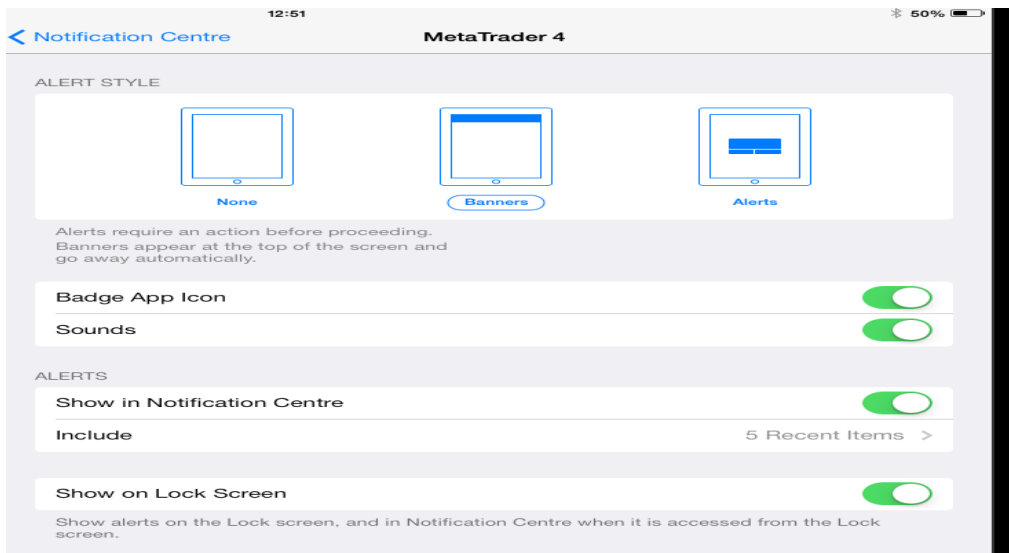 12:51
50%
Notification Centre
MetaTrader 4
ALERT STYLE
None
Banners
Alerts
Alerts require an action before proceeding.
Banners appear at the top of the screen and
go away automatically.
Badge App Icon
Sounds
ALERTS
Show in Notification Centre
Include
5 Recent Items
Show on Lock Screen
Show alerts on the Lock screen, and in Notification Centre when it is accessed from the Lock
screen.